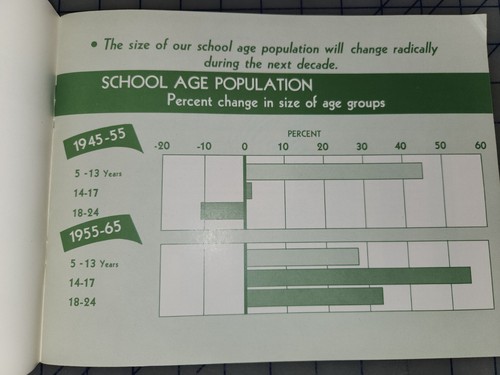 • The size of our school age population will change radically
during the next decade.
SCHOOL AGE POPULATION
Percent change in size of age groups
PERCENT
1945-55 -20 -10 0 10 20 30 40 50 60
5 - 13 Years
14-17
18-24
1955-65
5 - 13 Years
14-17
18-24